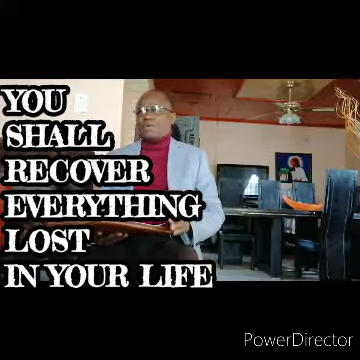 YOU
SHALL
RECOVER
EVERYTHING
LOST
IN YOUR LIFE
PowerDirector